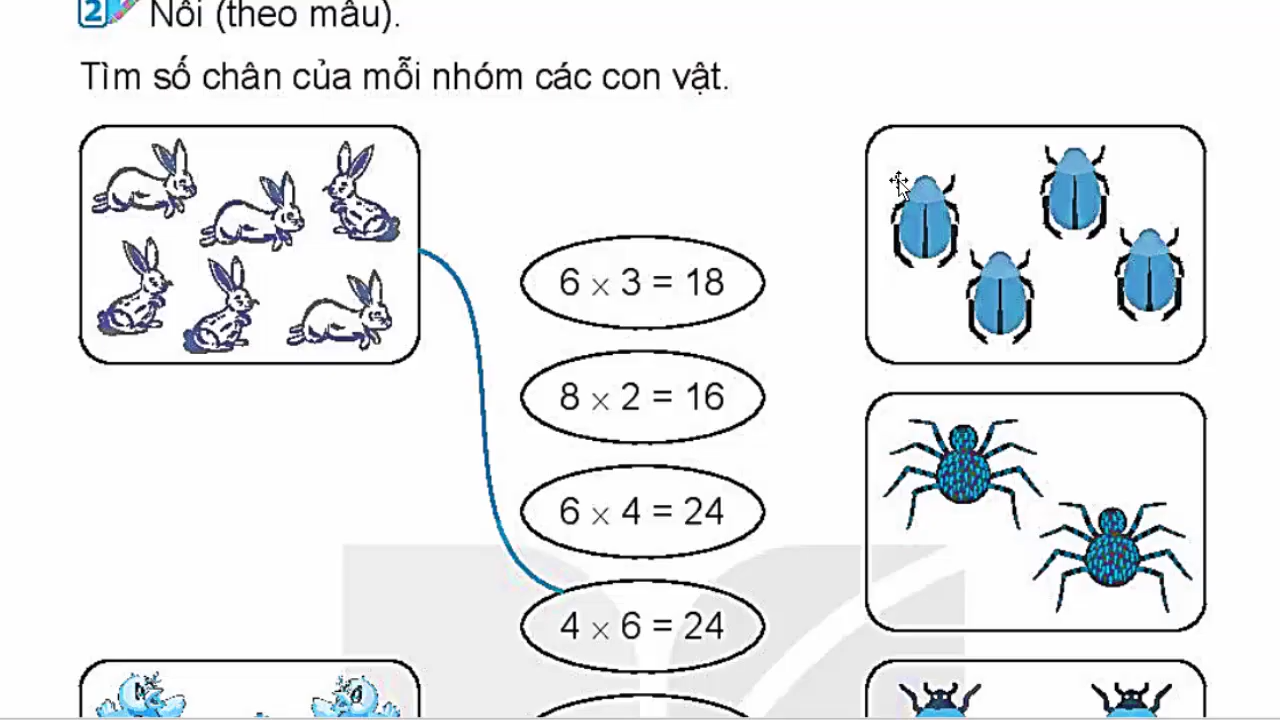 2 Nối (theo mẫu).
Tìm số chân của mỗi nhóm các con vật.
6 × 3 = 18
8 × 2 = 16
6 × 4 = 24
4 × 6 = 24